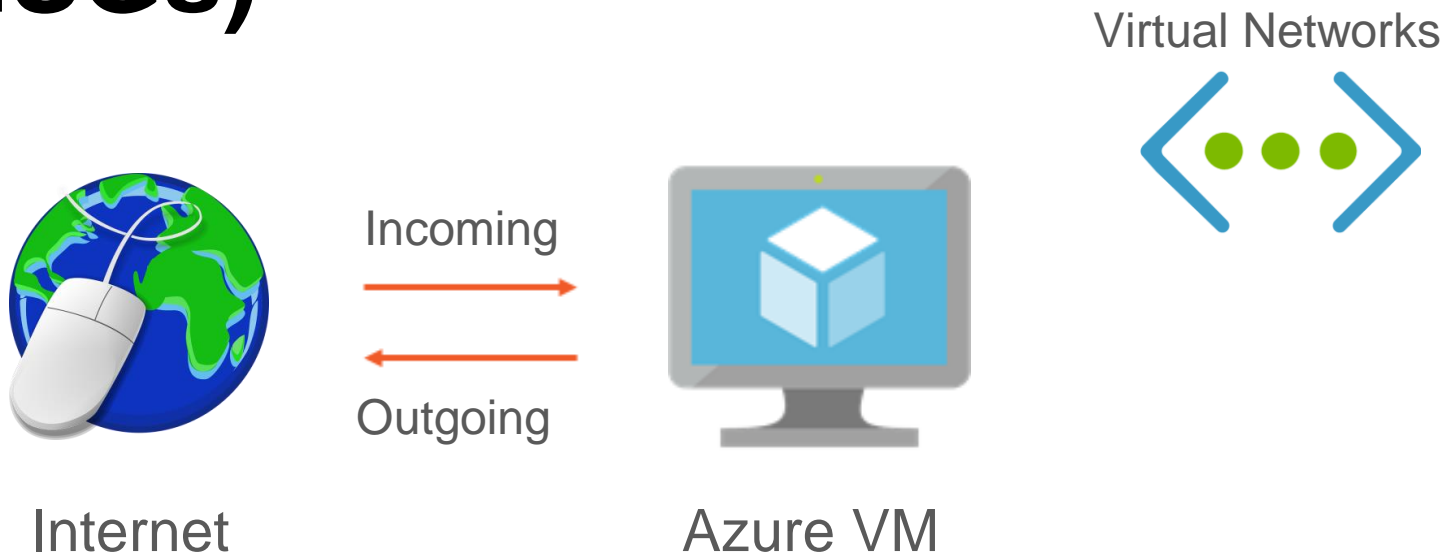 Virtual Networks
Incoming
Outgoing
Internet
Azure VM